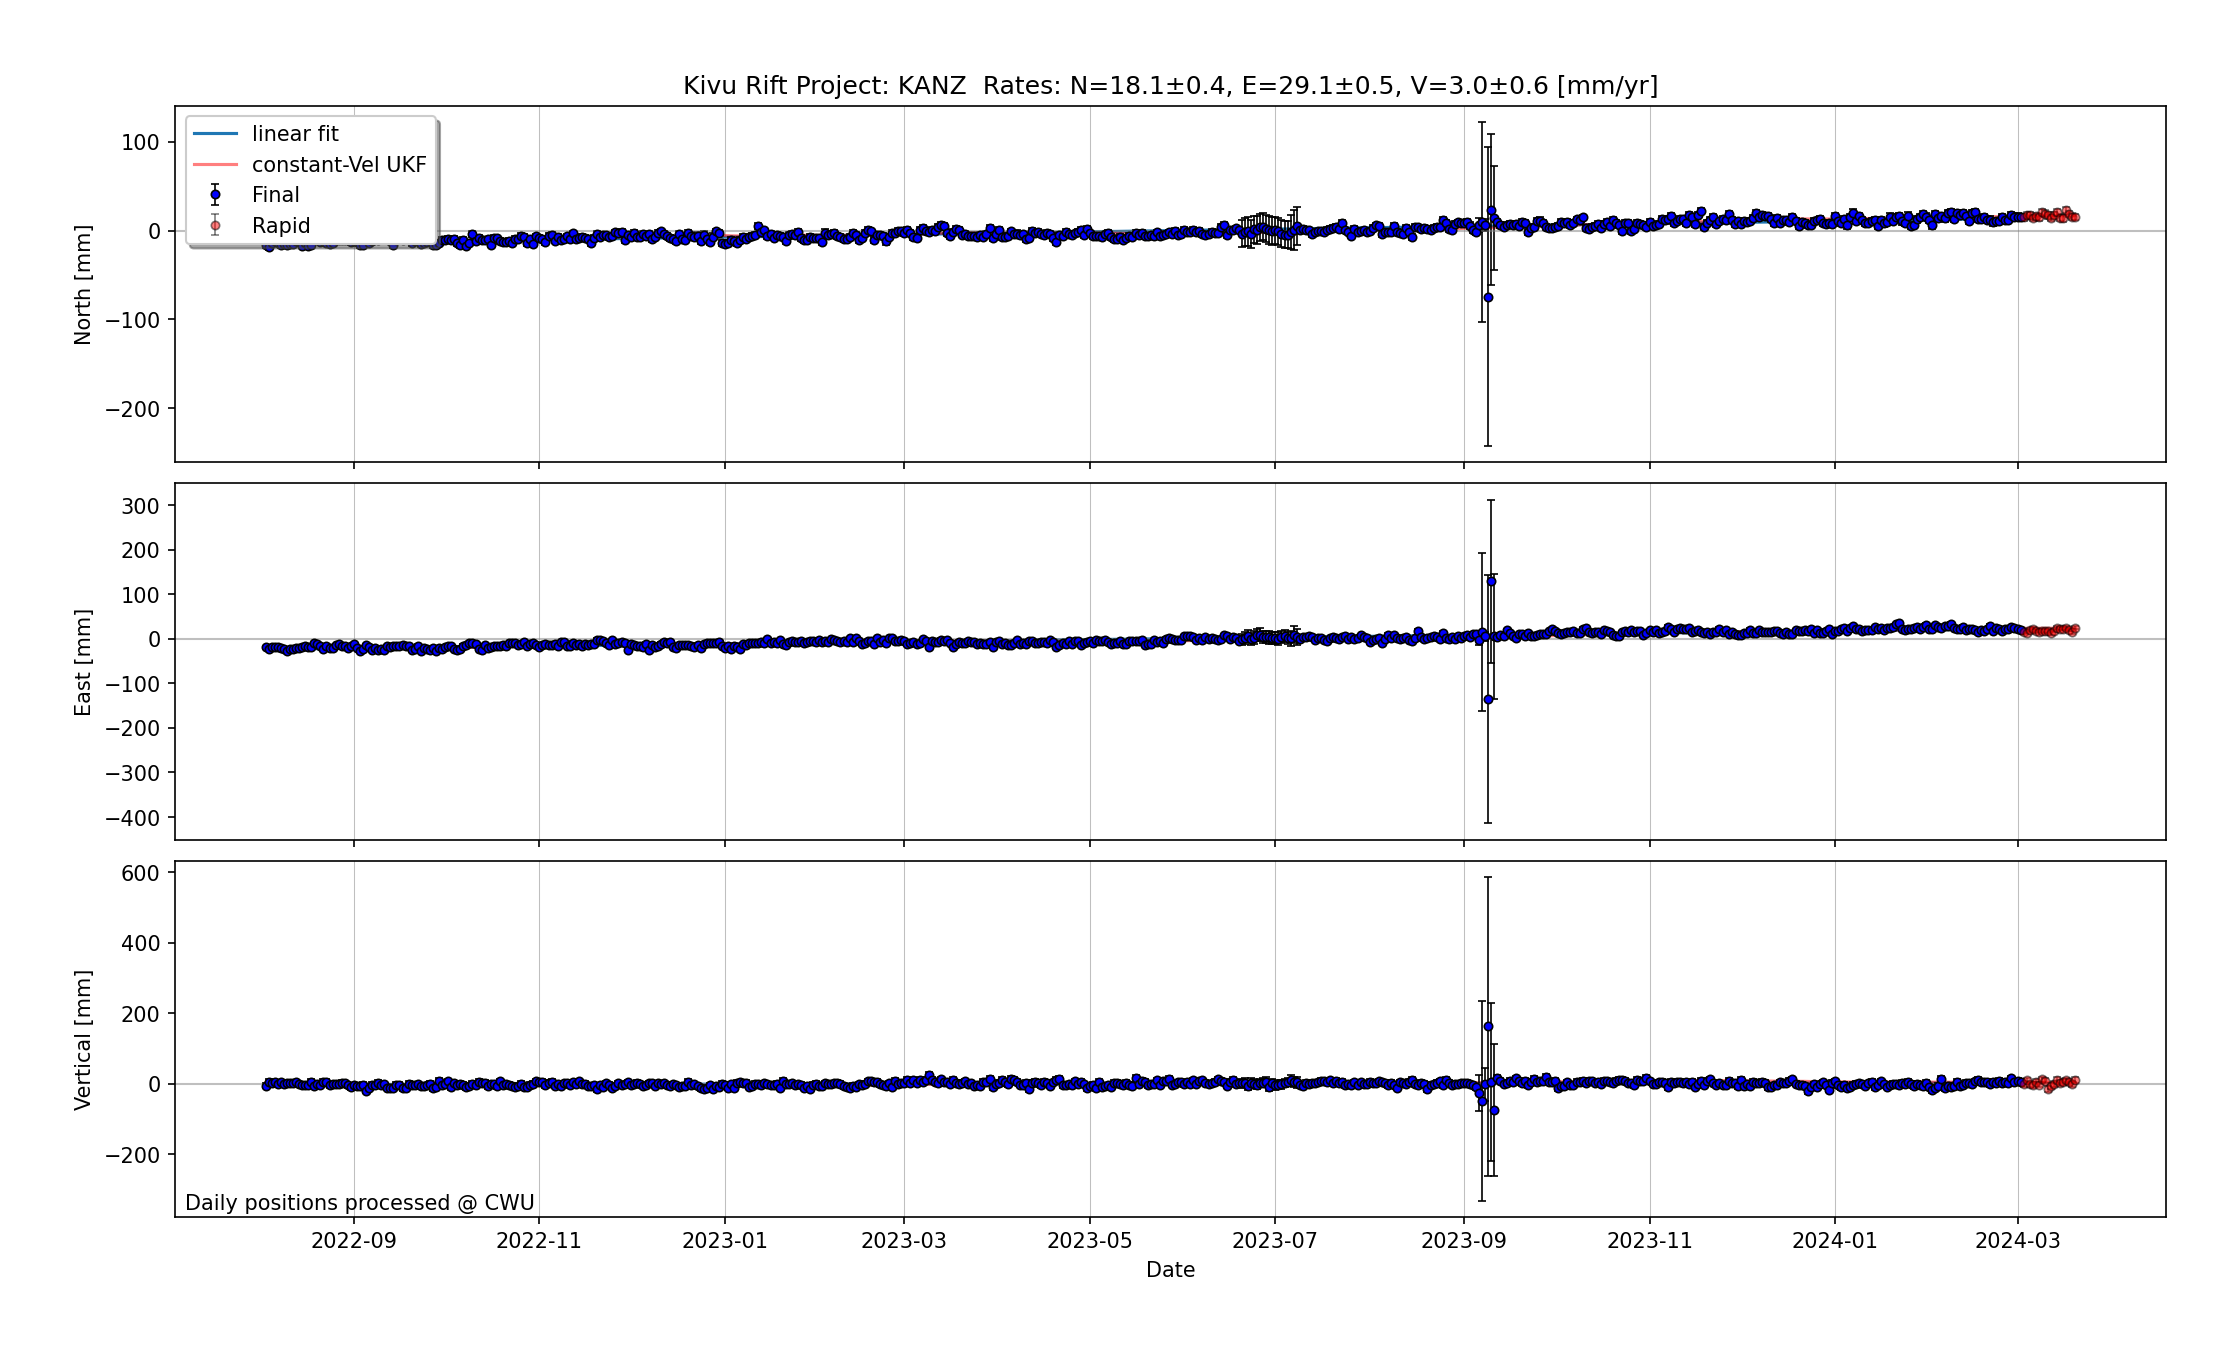 Kivu Rift Project: KANZ  Rates: N=18.1±0.4, E=29.1±0.5, V=3.0±0.6 [mm/yr]
linear fit
constant-Vel UKF
Final
Rapid
100
0
−100
−200
North [mm]
300
200
100
0
−100
−200
−300
−400
East [mm]
600
400
200
0
−200
Vertical [mm]
Daily positions processed @ CWU
2022-09 2022-11 2023-01 2023-03 2023-05 2023-07 2023-09 2023-11 2024-01 2024-03
Date